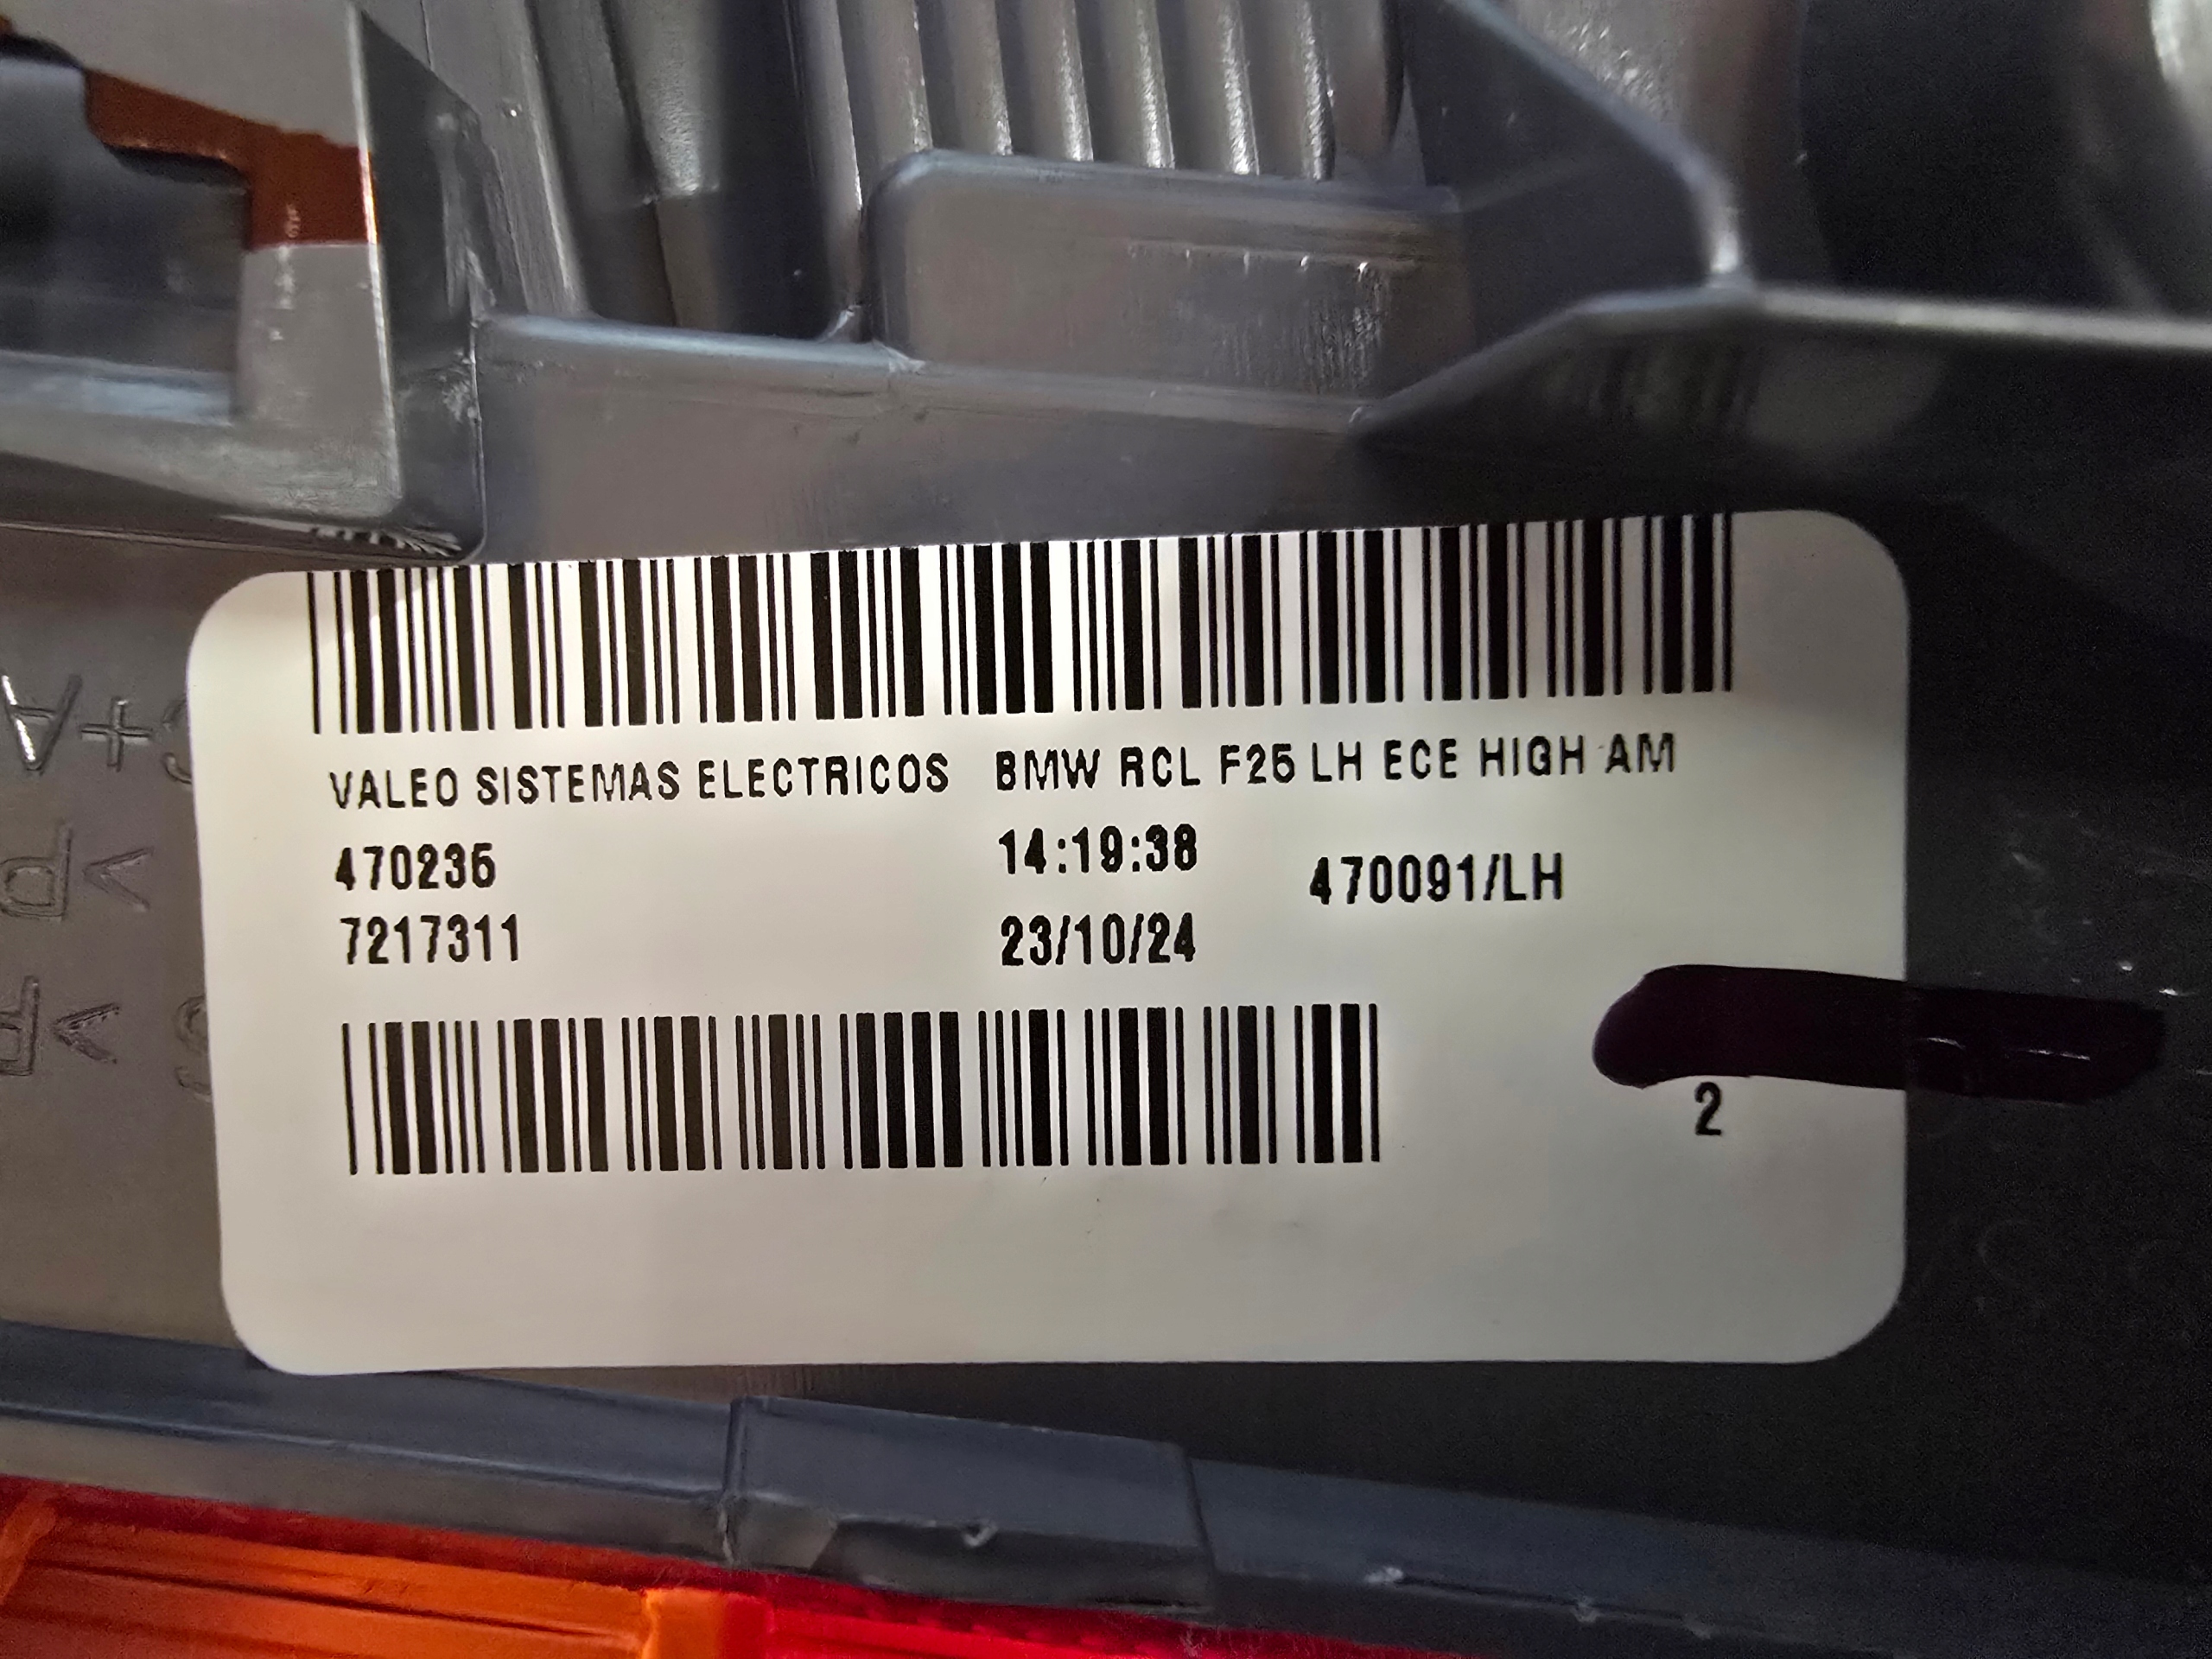 VALEO SISTEMAS ELECTRICOS BMW RCL F25 LH ECE HIGH AM
470235 14:19:38 470091/LH
7217311 23/10/24
2